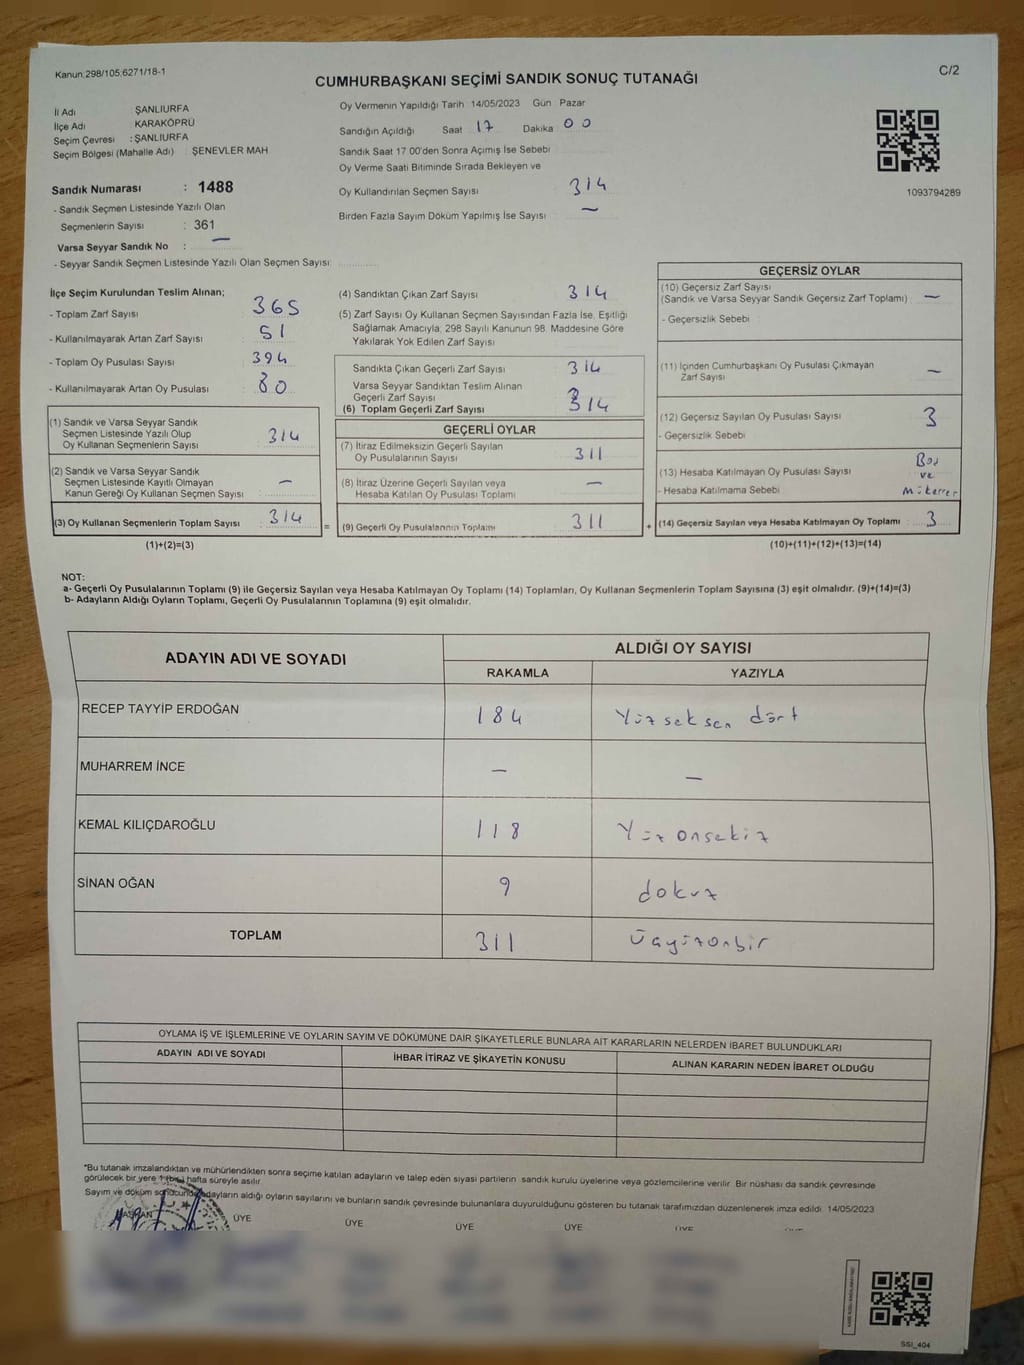 Kanun:298/105;6271/18-1
C/2
CUMHURBAŞKANI SEÇİMİ SANDIK SONUÇ TUTANAĞI
İl Adı : ŞANLIURFA
İlçe Adı KARAKÖPRÜ
Seçim Çevresi : ŞANLIURFA
Seçim Bölgesi (Mahalle Adı) : ŞENEVLER MAH
Sandık Numarası : 1488
- Sandık Seçmen Listesinde Yazılı Olan
Seçmenlerin Sayısı : 361
Varsa Seyyar Sandık No : —
- Seyyar Sandık Seçmen Listesinde Yazılı Olan Seçmen Sayısı:
Oy Vermenin Yapıldığı Tarih 14/05/2023 Gün Pazar
Sandığın Açıldığı Saat 17 Dakika 00
Sandık Saat 17:00'den Sonra Açımış İse Sebebi
Oy Verme Saati Bitiminde Sırada Bekleyen ve
Oy Kullandırılan Seçmen Sayısı 314
Birden Fazla Sayım Döküm Yapılmış İse Sayısı —
1093794289
İlçe Seçim Kurulundan Teslim Alınan;
- Toplam Zarf Sayısı 365
- Kullanılmayarak Artan Zarf Sayısı 51
- Toplam Oy Pusulası Sayısı 394
- Kullanılmayarak Artan Oy Pusulası 80
(1) Sandık ve Varsa Seyyar Sandık
Seçmen Listesinde Yazılı Olup
Oy Kullanan Seçmenlerin Sayısı 314
(2) Sandık ve Varsa Seyyar Sandık
Seçmen Listesinde Kayıtlı Olmayan
Kanun Gereği Oy Kullanan Seçmen Sayısı —
(3) Oy Kullanan Seçmenlerin Toplam Sayısı 314 =
(1)+(2)=(3)
(4) Sandıktan Çıkan Zarf Sayısı 314
(5) Zarf Sayısı Oy Kullanan Seçmen Sayısından Fazla İse, Eşitliği
Sağlamak Amacıyla; 298 Sayılı Kanunun 98. Maddesine Göre
Yakılarak Yok Edilen Zarf Sayısı
Sandıkta Çıkan Geçerli Zarf Sayısı 314
Varsa Seyyar Sandıktan Teslim Alınan
Geçerli Zarf Sayısı
(6) Toplam Geçerli Zarf Sayısı 314
GEÇERLİ OYLAR
(7) İtiraz Edilmeksizin Geçerli Sayılan
Oy Pusulalarının Sayısı 311
(8) İtiraz Üzerine Geçerli Sayılan veya
Hesaba Katılan Oy Pusulası Toplamı —
(9) Geçerli Oy Pusulalarının Toplamı 311 +
GEÇERSİZ OYLAR
(10) Geçersiz Zarf Sayısı
(Sandık ve Varsa Seyyar Sandık Geçersiz Zarf Toplamı) —
- Geçersizlik Sebebi
(11) İçinden Cumhurbaşkanı Oy Pusulası Çıkmayan
Zarf Sayısı —
(12) Geçersiz Sayılan Oy Pusulası Sayısı 3
- Geçersizlik Sebebi
(13) Hesaba Katılmayan Oy Pusulası Sayısı
- Hesaba Katılmama Sebebi
Boş
ve
Mükerrer
(14) Geçersiz Sayılan veya Hesaba Katılmayan Oy Toplamı : 3
(10)+(11)+(12)+(13)=(14)
NOT:
a- Geçerli Oy Pusulalarının Toplamı (9) ile Geçersiz Sayılan veya Hesaba Katılmayan Oy Toplamı (14) Toplamları, Oy Kullanan Seçmenlerin Toplam Sayısına (3) eşit olmalıdır. (9)+(14)=(3)
b- Adayların Aldığı Oyların Toplamı, Geçerli Oy Pusulalarının Toplamına (9) eşit olmalıdır.
ADAYIN ADI VE SOYADI
ALDIĞI OY SAYISI
RAKAMLA YAZIYLA
RECEP TAYYİP ERDOĞAN 184 Yüzseksen dört
MUHARREM İNCE — —
KEMAL KILIÇDAROĞLU 118 Yüz onsekiz
SİNAN OĞAN 9 dokuz
TOPLAM 311 üçyüzonbir
OYLAMA İŞ VE İŞLEMLERİNE VE OYLARIN SAYIM VE DÖKÜMÜNE DAİR ŞİKAYETLERLE BUNLARA AİT KARARLARIN NELERDEN İBARET BULUNDUKLARI
ADAYIN ADI VE SOYADI İHBAR İTİRAZ VE ŞİKAYETİN KONUSU ALINAN KARARIN NEDEN İBARET OLDUĞU
*Bu tutanak imzalandıktan ve mühürlendikten sonra seçime katılan adayların ve talep eden siyasi partilerin sandık kurulu üyelerine veya gözlemcilerine verilir. Bir nüshası da sandık çevresinde
görülecek bir yere 1 (bir) hafta süreyle asılır.
Sayım ve döküm sonucunda adayların aldığı oyların sayılarını ve bunların sandık çevresinde bulunanlara duyurulduğunu gösteren bu tutanak tarafımızdan düzenlenerek imza edildi. 14/05/2023
BAŞKAN ÜYE ÜYE ÜYE ÜYE ÜYE ÜYE
SSI_404